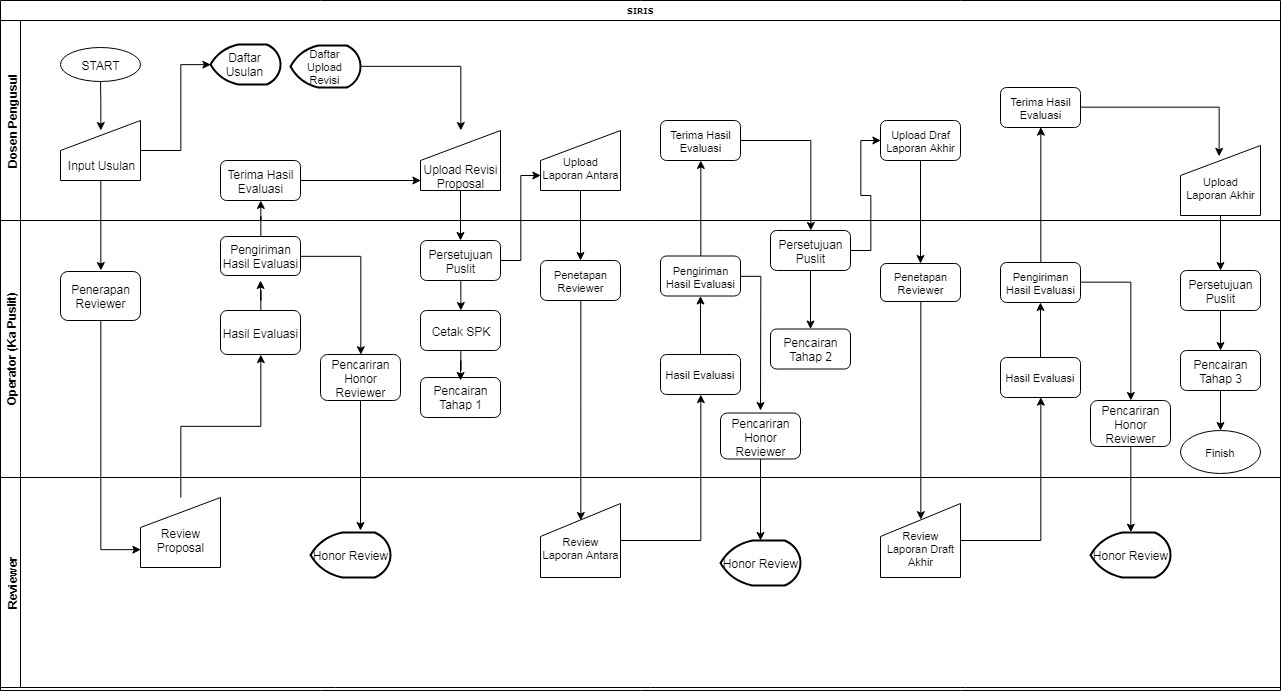 SIRIS
Dosen Pengusul
START
Daftar
Usulan
Daftar
Upload
Revisi
Input Usulan
Terima Hasil
Evaluasi
Upload Revisi
Proposal
Upload
Laporan Antara
Terima Hasil
Evaluasi
Upload Draf
Laporan Akhir
Terima Hasil
Evaluasi
Upload
Laporan Akhir
Operator (Ka Puslit)
Penerapan
Reviewer
Pengiriman
Hasil Evaluasi
Hasil Evaluasi
Pencariran
Honor
Reviewer
Persetujuan
Puslit
Cetak SPK
Pencairan
Tahap 1
Penetapan
Reviewer
Pengiriman
Hasil Evaluasi
Hasil Evaluasi
Pencariran
Honor
Reviewer
Persetujuan
Puslit
Pencairan
Tahap 2
Penetapan
Reviewer
Pengiriman
Hasil Evaluasi
Hasil Evaluasi
Pencariran
Honor
Reviewer
Persetujuan
Puslit
Pencairan
Tahap 3
Finish
Reviewer
Review
Proposal
Honor Review
Review
Laporan Antara
Honor Review
Review
Laporan Draft
Akhir
Honor Review